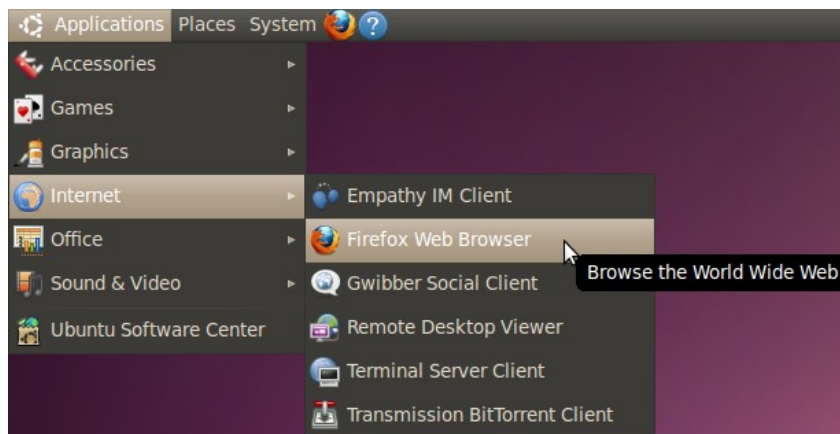 Applications Places System ?
Accessories
Games
Graphics
Internet
Office
Sound & Video
Ubuntu Software Center
Empathy IM Client
Firefox Web Browser
Gwibber Social Client
Remote Desktop Viewer
Terminal Server Client
Transmission BitTorrent Client
Browse the World Wide Web